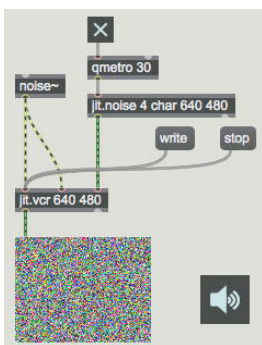 qmetro 30
noise~
jit.noise 4 char 640 480
write
stop
jit.vcr 640 480